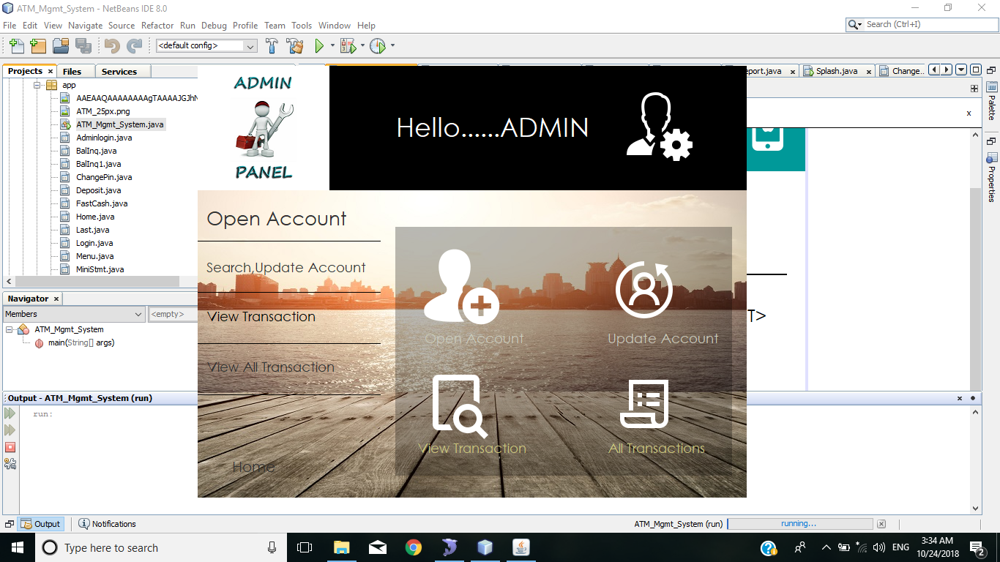 ATM_Mgmt_System - NetBeans IDE 8.0
File Edit View Navigate Source Refactor Run Debug Profile Team Tools Window Help
Search (Ctrl+I)
<default config>
Projects x Files Services
eport.java x Splash.java x Change..
app
ATM_25px.png
ATM_Mgmt_System.java
Adminlogin.java
BalInq.java
BalInq1.java
ChangePin.java
Deposit.java
FastCash.java
Home.java
Last.java
Login.java
Menu.java
MiniStmt.java
Navigator x
Members
<empty>
ATM_Mgmt_System
main(String[] args)
ADMIN
PANEL
Hello......ADMIN
Open Account
Search,Update Account
View Transaction
View All Transaction
Home
Open Account
Update Account
View Transaction
All Transactions
x
T>
Palette
Properties
Output - ATM_Mgmt_System (run)
run:
Output
Notifications
ATM_Mgmt_System (run)
running...
Type here to search
ENG
3:34 AM
10/24/2018
2